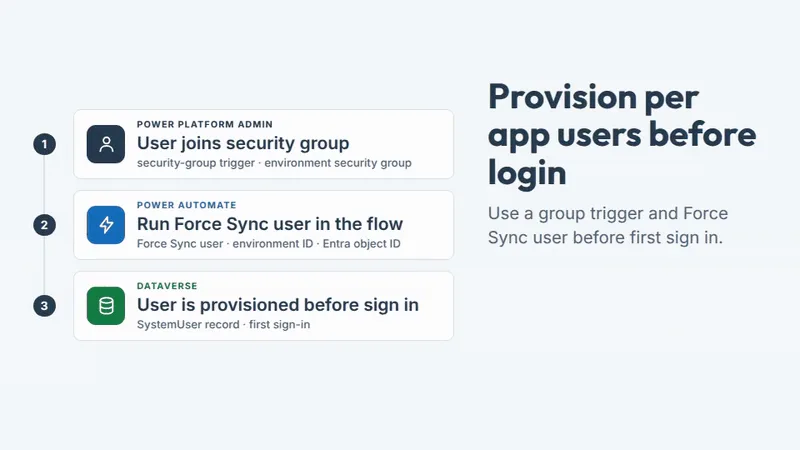 1
POWER PLATFORM ADMIN
User joins security group
security-group trigger · environment security group
2
POWER AUTOMATE
Run Force Sync user in the flow
Force Sync user · environment ID · Entra object ID
3
DATAVERSE
User is provisioned before sign in
SystemUser record · first sign-in
Provision per
app users before
login
Use a group trigger and Force
Sync user before first sign in.